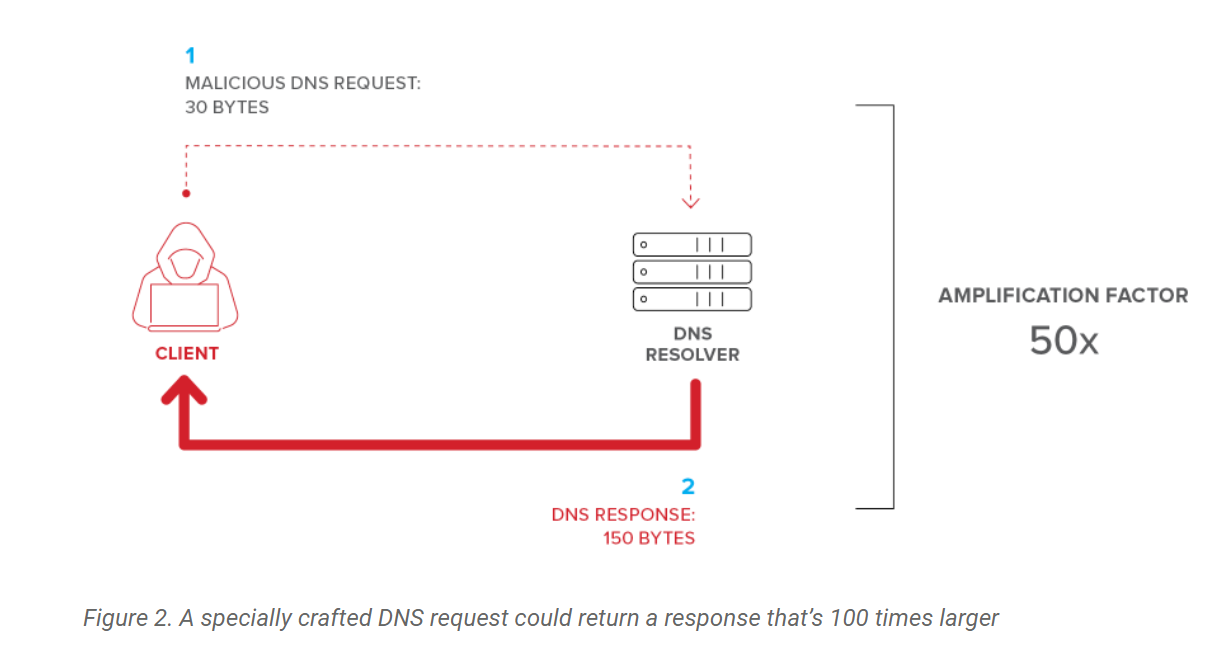 1
MALICIOUS DNS REQUEST:
30 BYTES
CLIENT
DNS
RESOLVER
AMPLIFICATION FACTOR
50x
2
DNS RESPONSE:
150 BYTES
Figure 2. A specially crafted DNS request could return a response that’s 100 times larger